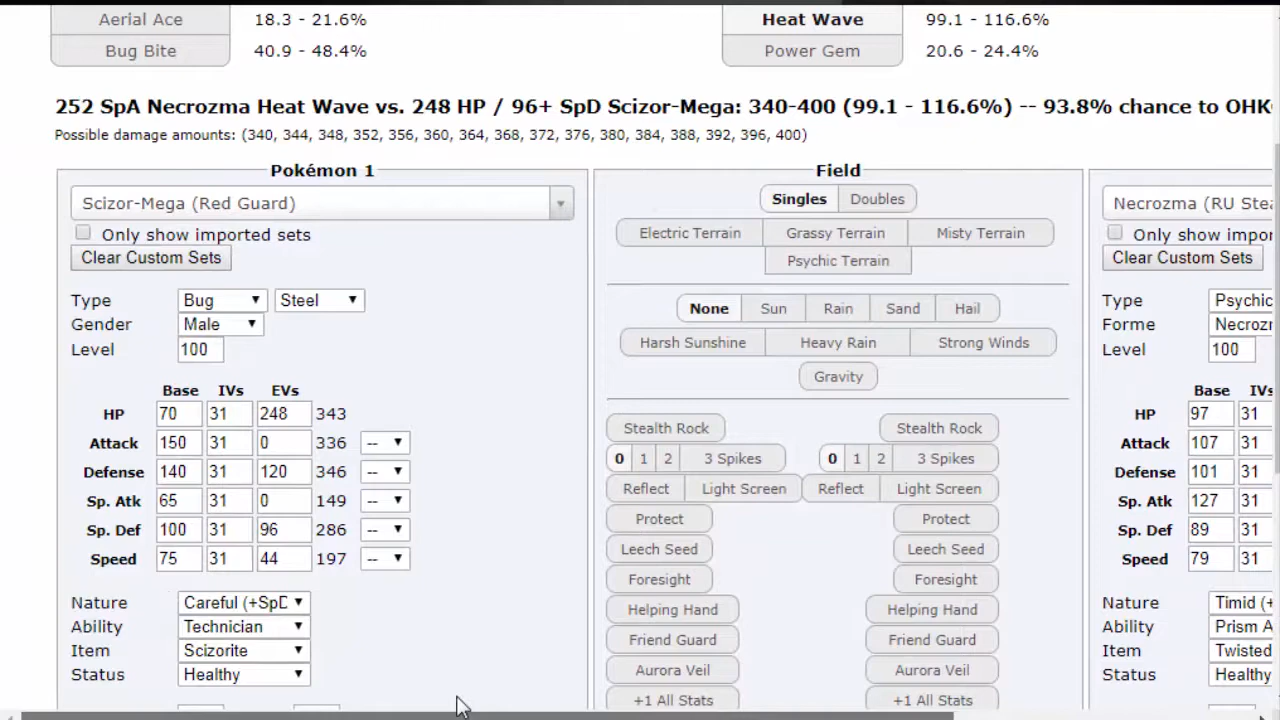 Aerial Ace 18.3 - 21.6% Heat Wave 99.1 - 116.6%
Bug Bite 40.9 - 48.4% Power Gem 20.6 - 24.4%
252 SpA Necrozma Heat Wave vs. 248 HP / 96+ SpD Scizor-Mega: 340-400 (99.1 - 116.6%) -- 93.8% chance to OHK
Possible damage amounts: (340, 344, 348, 352, 356, 360, 364, 368, 372, 376, 380, 384, 388, 392, 396, 400)
Pokémon 1
Scizor-Mega (Red Guard)
Only show imported sets
Clear Custom Sets
Type Bug Steel
Gender Male
Level 100
Base IVs EVs
HP 70 31 248 343
Attack 150 31 0 336 --
Defense 140 31 120 346 --
Sp. Atk 65 31 0 149 --
Sp. Def 100 31 96 286 --
Speed 75 31 44 197 --
Nature Careful (+SpD
Ability Technician
Item Scizorite
Status Healthy
Field
Singles Doubles
Electric Terrain Grassy Terrain Misty Terrain
Psychic Terrain
None Sun Rain Sand Hail
Harsh Sunshine Heavy Rain Strong Winds
Gravity
Stealth Rock Stealth Rock
0 1 2 3 Spikes 0 1 2 3 Spikes
Reflect Light Screen Reflect Light Screen
Protect Protect
Leech Seed Leech Seed
Foresight Foresight
Helping Hand Helping Hand
Friend Guard Friend Guard
Aurora Veil Aurora Veil
+1 All Stats +1 All Stats
Necrozma (RU Stea
Only show impor
Clear Custom Sets
Type Psychic
Forme Necroz
Level 100
Base IVs
HP 97 31
Attack 107 31
Defense 101 31
Sp. Atk 127 31
Sp. Def 89 31
Speed 79 31
Nature Timid (+
Ability Prism A
Item Twisted
Status Healthy